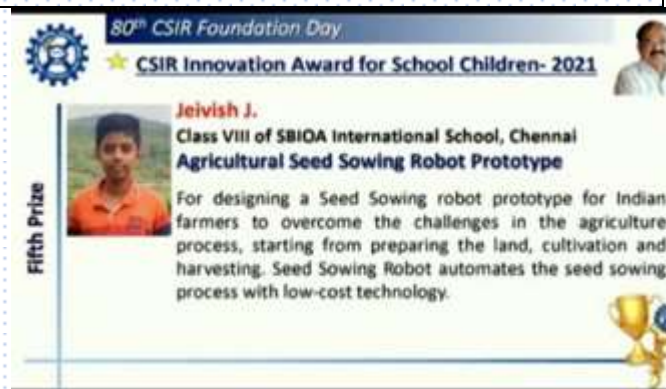 80th CSIR Foundation Day
CSIR Innovation Award for School Children- 2021
Jeivish J.
Class VIII of SBIOA International School, Chennai
Agricultural Seed Sowing Robot Prototype
Fifth Prize
For designing a Seed Sowing robot prototype for Indian
farmers to overcome the challenges in the agriculture
process, starting from preparing the land, cultivation and
harvesting. Seed Sowing Robot automates the seed sowing
process with low-cost technology.